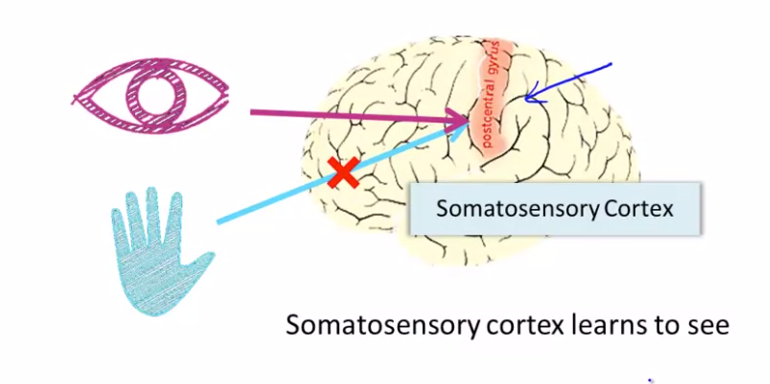 postcentral gyrus
Somatosensory Cortex
Somatosensory cortex learns to see